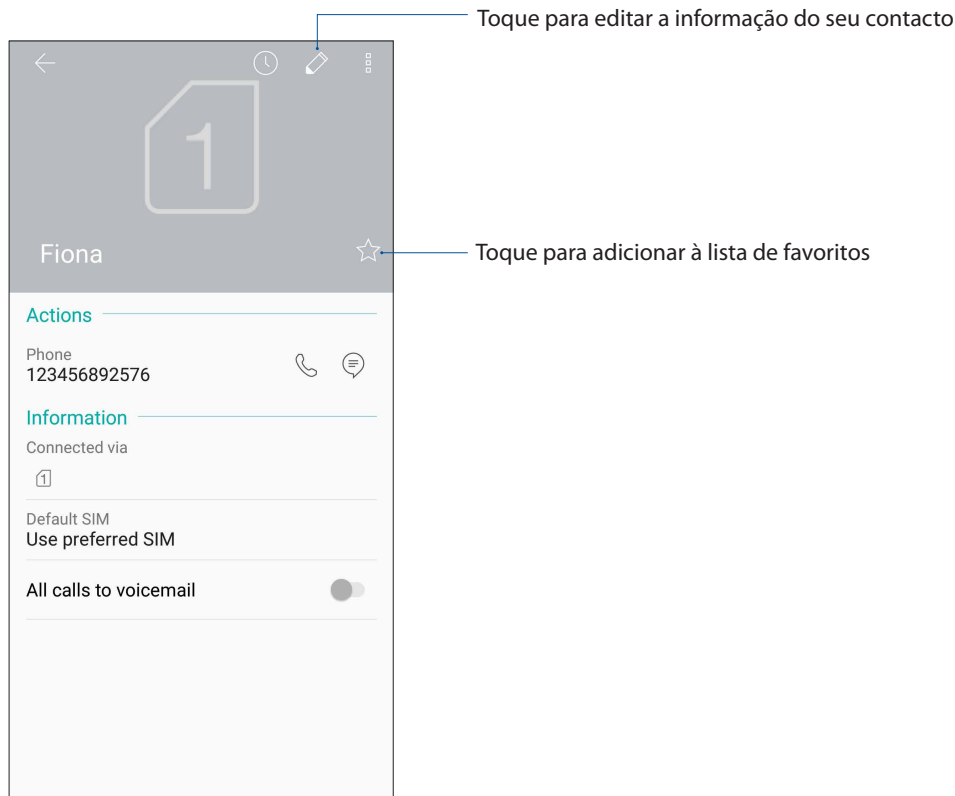 Toque para editar a informação do seu contacto
1
Fiona
Toque para adicionar à lista de favoritos
Actions
Phone
123456892576
Information
Connected via
1
Default SIM
Use preferred SIM
All calls to voicemail